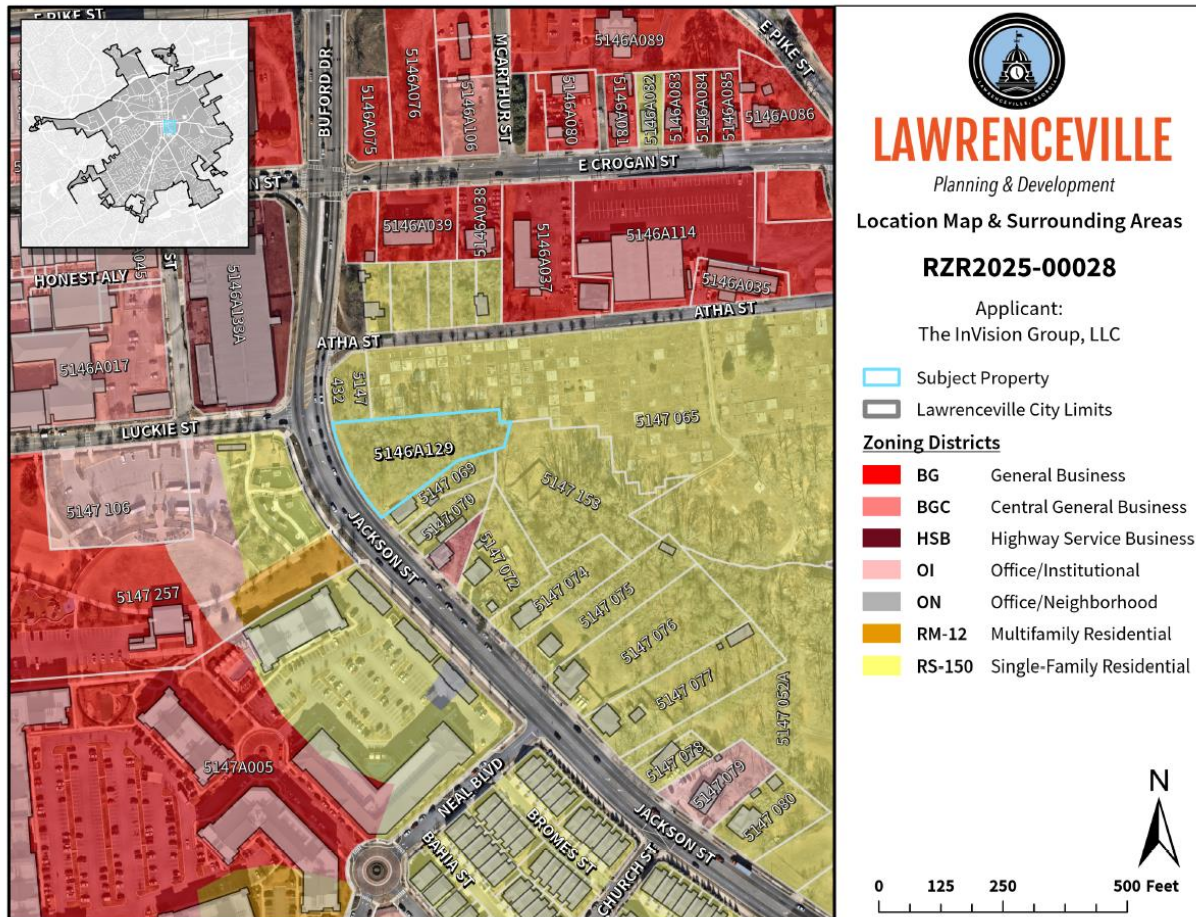 E PIKE ST
BUFORD DR
MCARTHUR ST
E PIKE ST
5146A089
5146A076
5146A075
5146A106
5146A080
5146A081
5146A082
5146A083
5146A084
5146A085
5146A086
E CROGAN ST
N ST
5146A039
5146A038
5146A037
5146A114
5146A035
HONEST ALY
5146A045
ST
5146A133A
ATHA ST
ATHA ST
5146A017
5147 432
5147 065
LUCKIE ST
5146A129
5147 069
5147 070
5147 153
5147 106
JACKSON ST
5147 072
5147 074
5147 075
5147 076
5147 077
5147 052A
5147 257
5147A005
5147 078
5147 079
5147 080
NEAL BLVD
BAHIA ST
BROMES ST
CHURCH ST
JACKSON ST
LAWRENCEVILLE, GEORGIA
LAWRENCEVILLE
Planning & Development
Location Map & Surrounding Areas
RZR2025-00028
Applicant:
The InVision Group, LLC
Subject Property
Lawrenceville City Limits
Zoning Districts
BG General Business
BGC Central General Business
HSB Highway Service Business
OI Office/Institutional
ON Office/Neighborhood
RM-12 Multifamily Residential
RS-150 Single-Family Residential
N
0 125 250 500 Feet